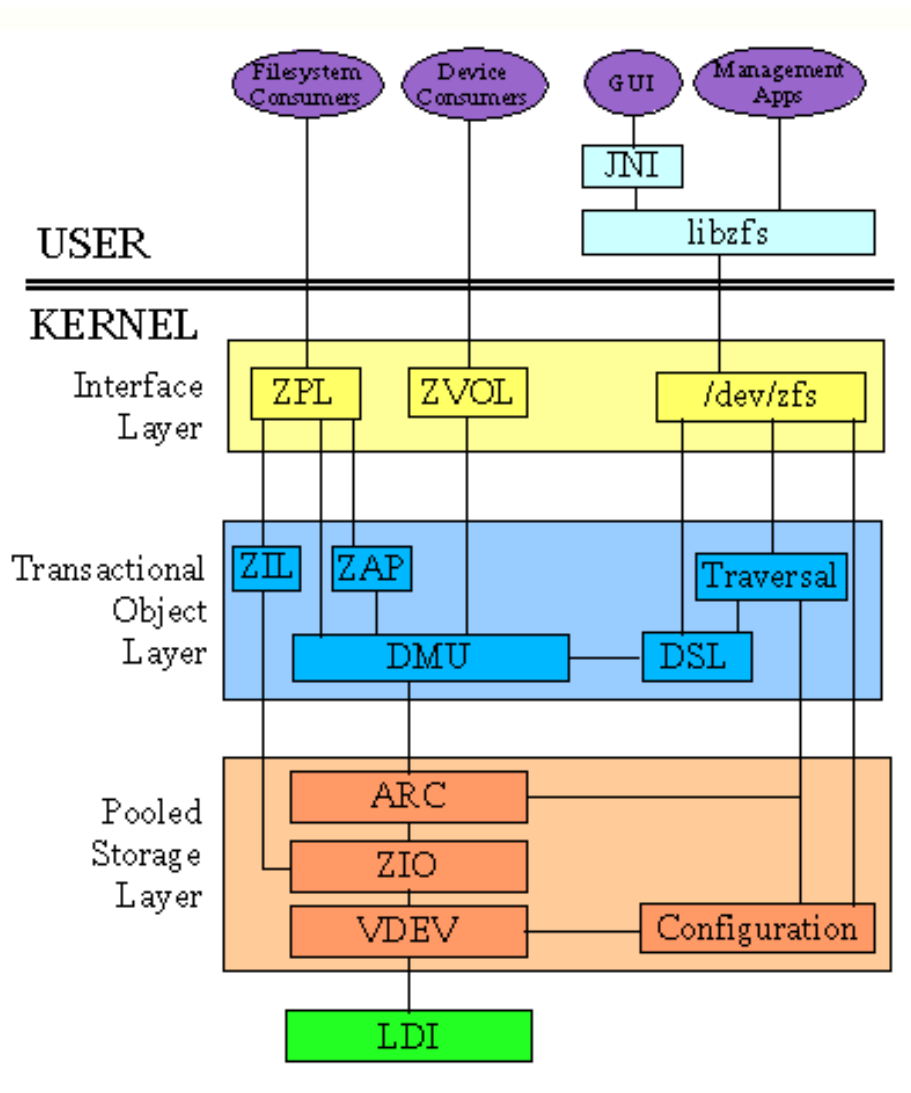 Filesystem
Consumers
Device
Consumers
GUI
Management
Apps
JNI
libzfs
USER
KERNEL
Interface
Layer
ZPL
ZVOL
/dev/zfs
Transactional
Object
Layer
ZIL
ZAP
Traversal
DMU
DSL
Pooled
Storage
Layer
ARC
ZIO
VDEV
Configuration
LDI